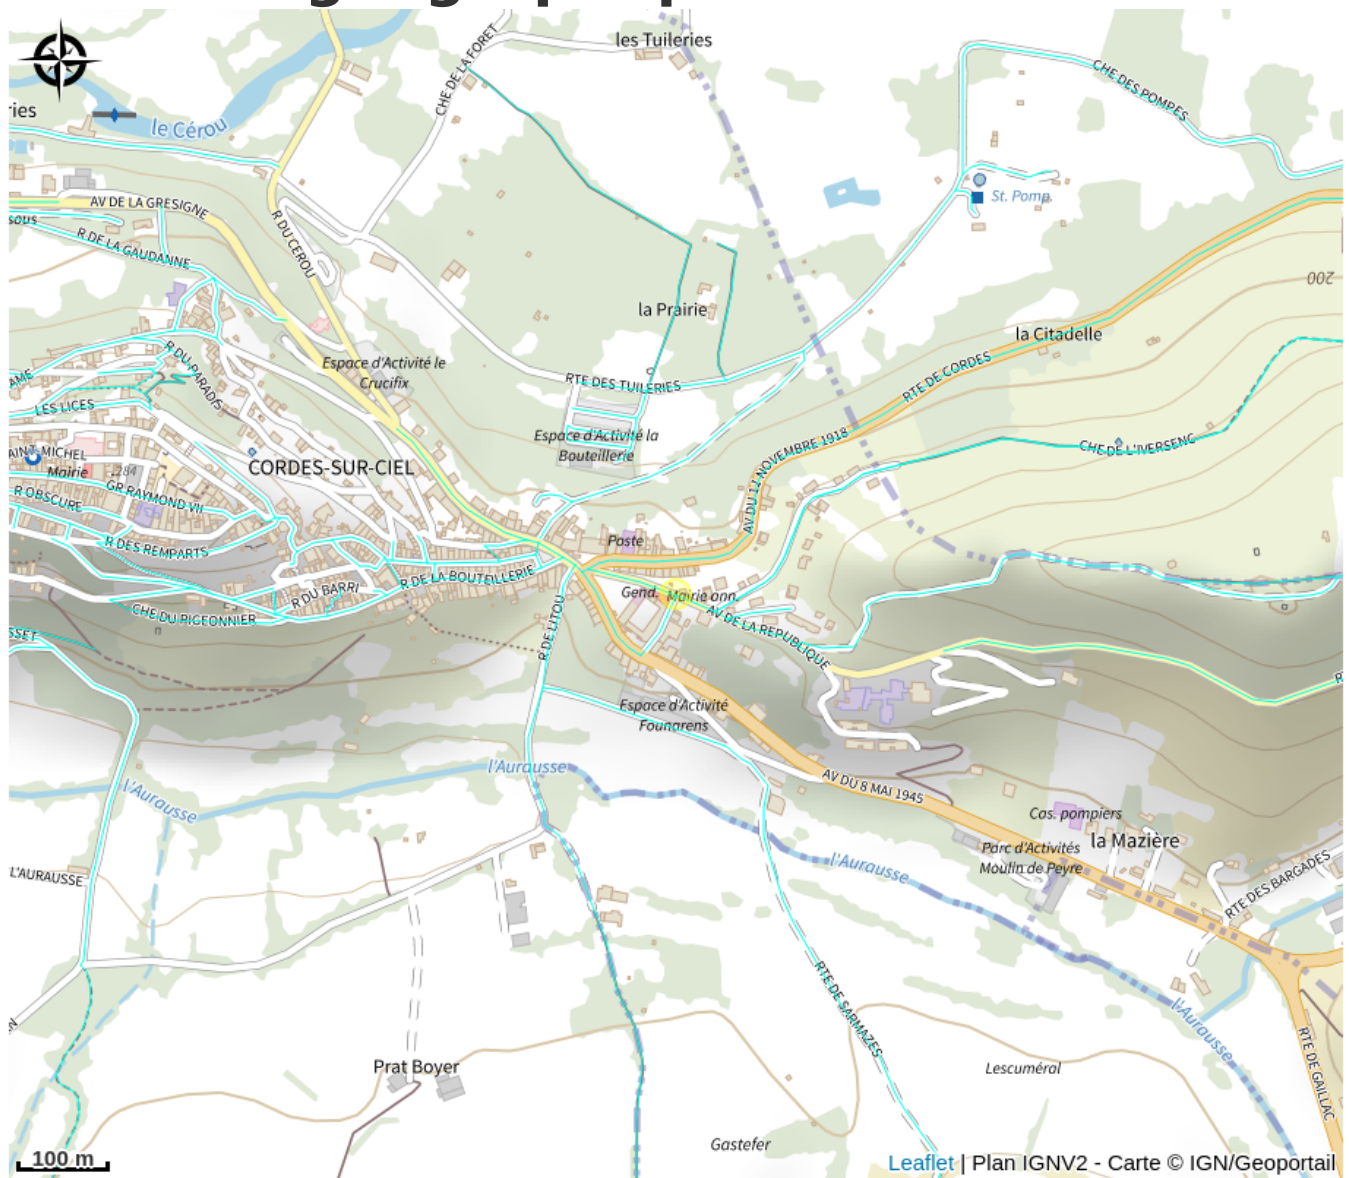 les Tuileries
CHE DE LA FORET
CHE DES POMPES
ries
le Cérou
St. Pomp.
AV DE LA GRESIGNE
sous
R DE LA GAUDANNE
R DU CEROU
200
la Prairie
la Citadelle
Espace d'Activité le
Crucifix
R DU PARADIS
AME
RTE DES TUILERIES
RTE DE CORDES
LES LICES
Espace d'Activité la
Bouteillerie
AV DU 11 NOVEMBRE 1918
CHE DE L'IVERSENC
AINT-MICHEL
Mairie
284
CORDES-SUR-CIEL
GR RAYMOND VII
R OBSCURE
R DES REMPARTS
Poste
R DE LA BOUTEILLERIE
R DU BARRI
Gend.
Mairie ann.
CHE DU PIGEONNIER
AV DE LA REPUBLIQUE
SSET
R DE LITOU
Espace d'Activité
Founarens
l'Aurausse
l'Aurausse
AV DU 8 MAI 1945
Cas. pompiers
la Mazière
Parc d'Activités
Moulin de Peyre
l'Aurausse
L'AURAUSSE
RTE DES BARGADES
RTE DE SARMAZES
l'Aurausse
Prat Boyer
Lescuméral
RTE DE GAILLAC
Gastefer
100 m
Leaflet | Plan IGNV2 - Carte © IGN/Geoportail